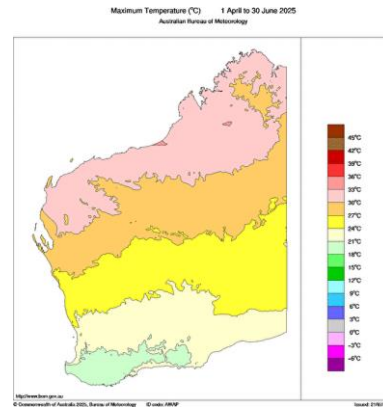 Maximum Temperature (°C) 1 April to 30 June 2025
Australian Bureau of Meteorology
45°C
42°C
39°C
36°C
33°C
30°C
27°C
24°C
21°C
18°C
15°C
12°C
9°C
6°C
3°C
0°C
-3°C
-6°C
http://www.bom.gov.au
© Commonwealth of Australia 2025, Bureau of Meteorology ID code: AWAP
Issued: